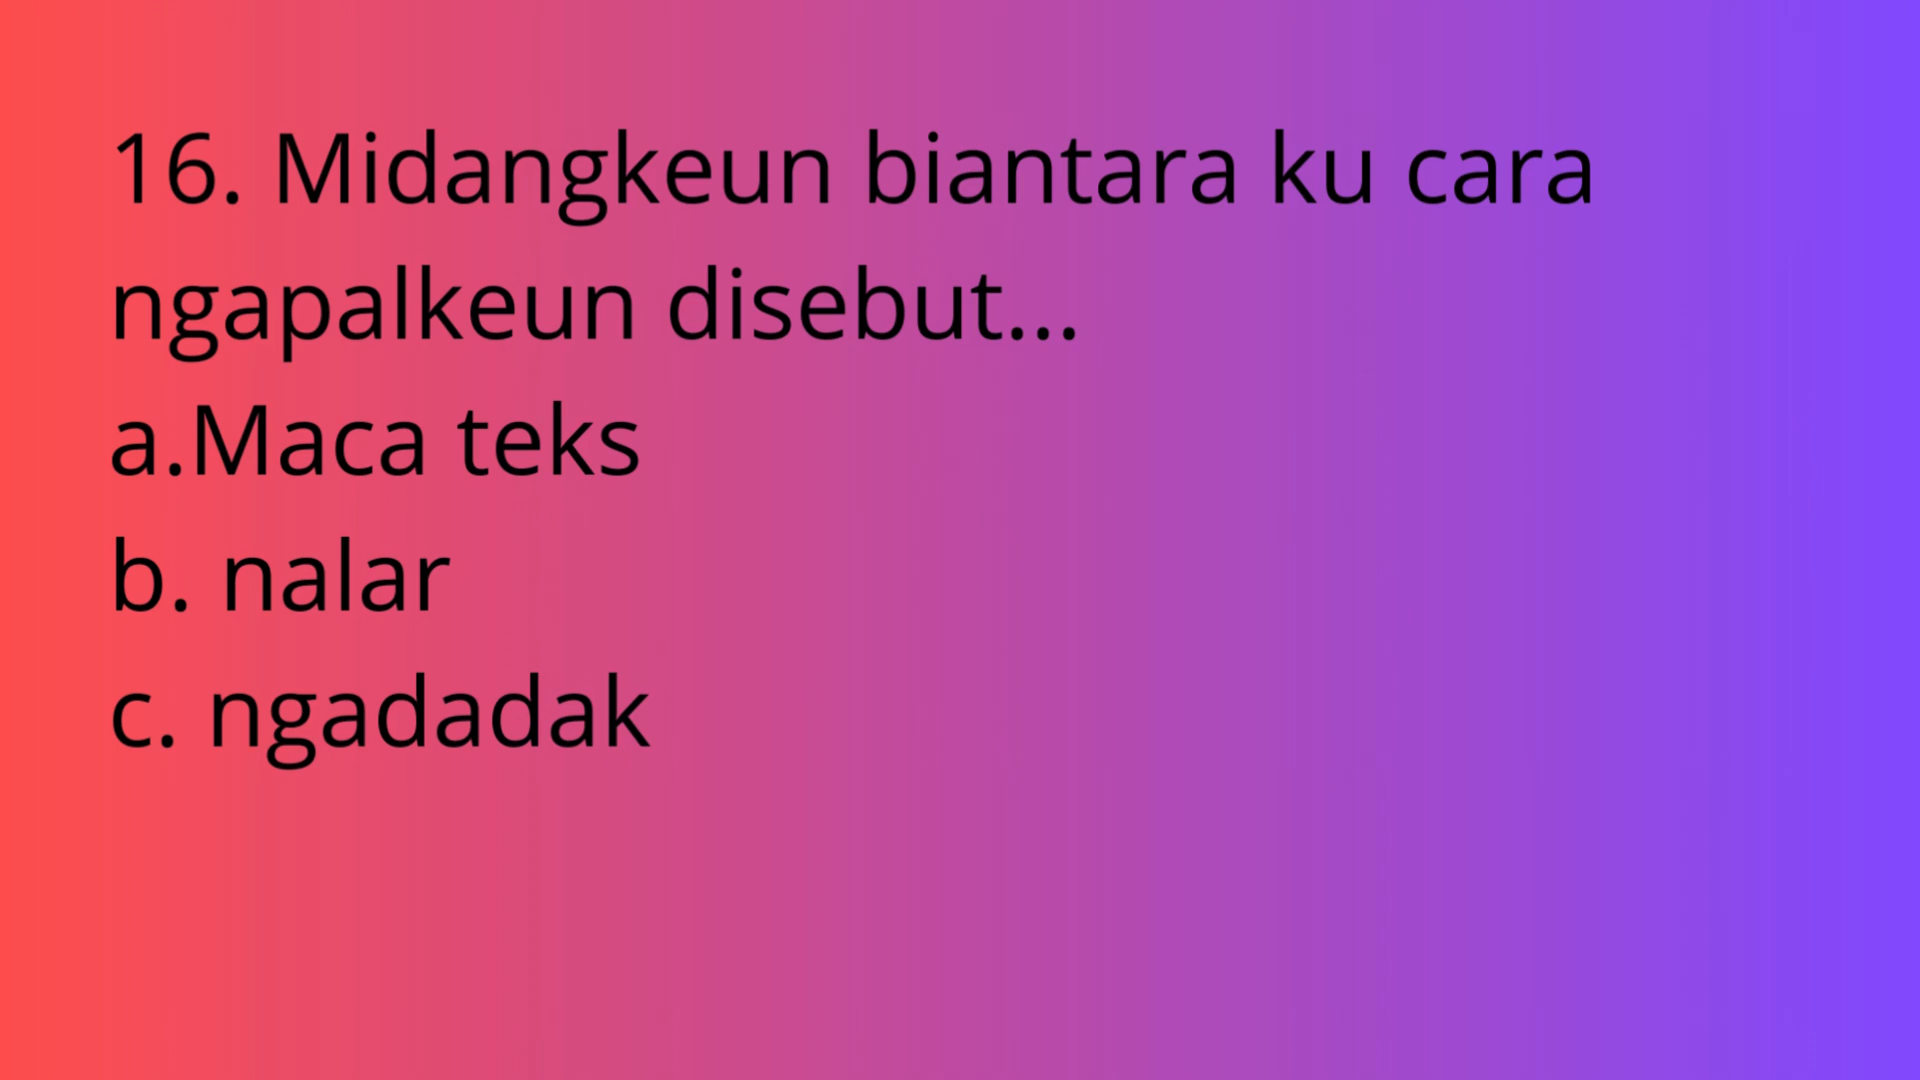 16. Midangkeun biantara ku cara
ngapalkeun disebut...
a.Maca teks
b. nalar
c. ngadadak